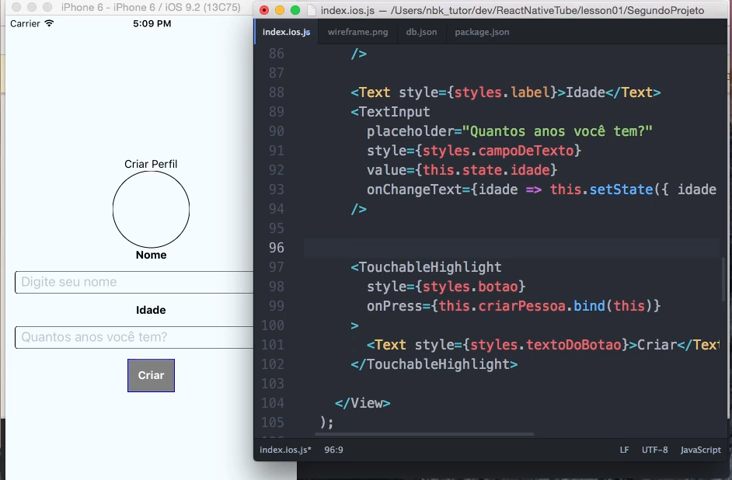 iPhone 6 - iPhone 6 / iOS 9.2 (13C75)
Carrier
5:09 PM
Criar Perfil
Nome
Digite seu nome
Idade
Quantos anos você tem?
Criar
index.ios.js — /Users/nbk_tutor/dev/ReactNativeTube/lesson01/SegundoProjeto
index.ios.js
wireframe.png
db.json
package.json
86 />
87
88 <Text style={styles.label}>Idade</Text>
89 <TextInput
90 placeholder="Quantos anos você tem?"
91 style={styles.campoDeTexto}
92 value={this.state.idade}
93 onChangeText={idade => this.setState({ idade
94 />
95
96
97 <TouchableHighlight
98 style={styles.botao}
99 onPress={this.criarPessoa.bind(this)}
100 >
101 <Text style={styles.textoDoBotao}>Criar</Text
102 </TouchableHighlight>
103
104 </View>
105 );
index.ios.js* 96:9
LF UTF-8 JavaScript